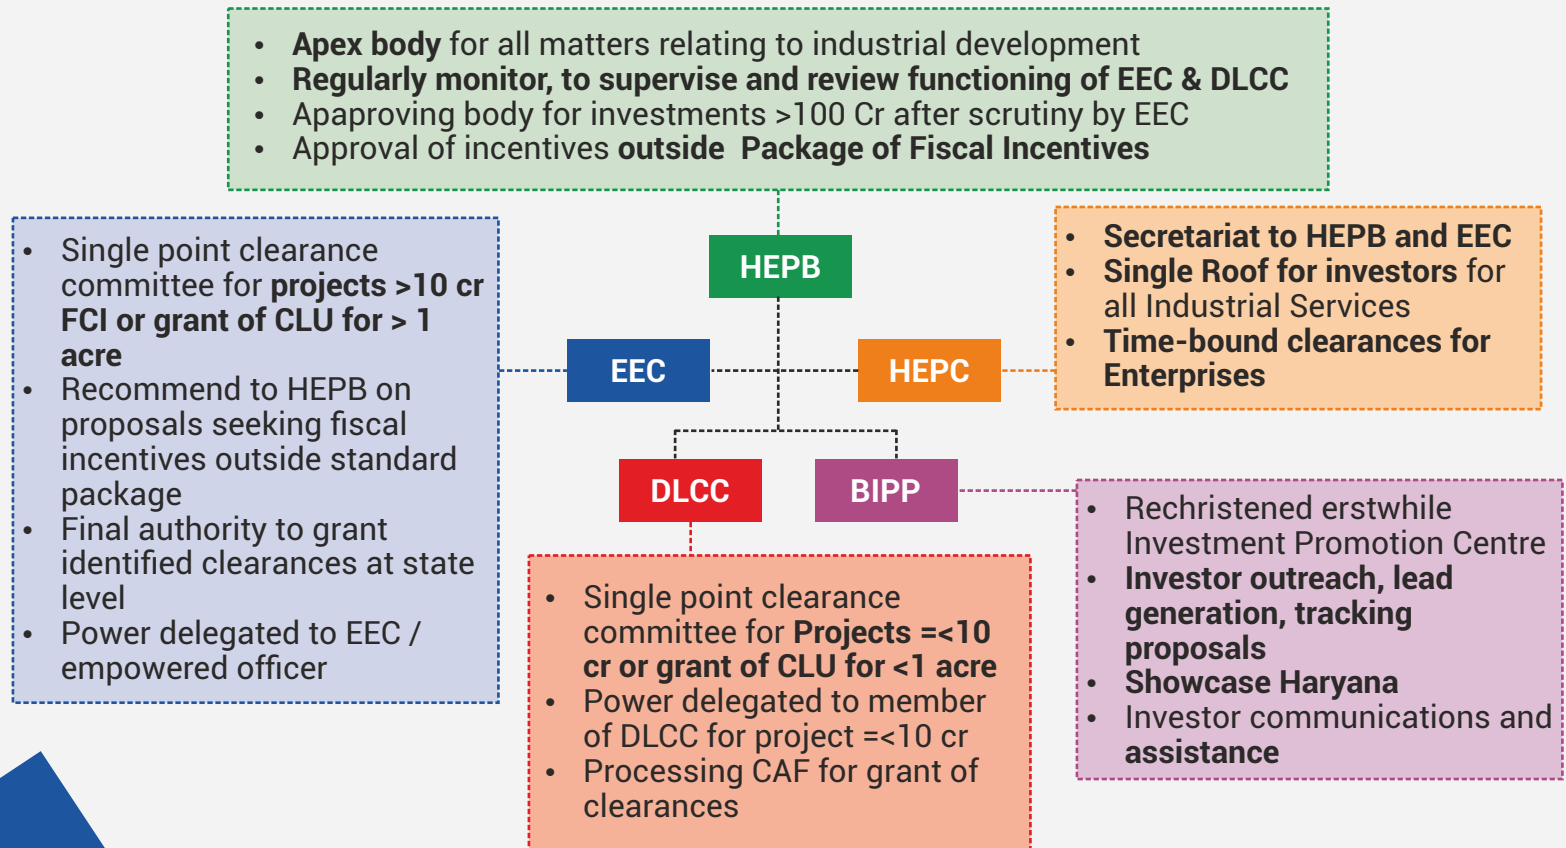 • Apex body for all matters relating to industrial development
• Regularly monitor, to supervise and review functioning of EEC & DLCC
• Apaproving body for investments >100 Cr after scrutiny by EEC
• Approval of incentives outside Package of Fiscal Incentives
HEPB
• Single point clearance
committee for projects >10 cr
FCI or grant of CLU for > 1
acre
• Recommend to HEPB on
proposals seeking fiscal
incentives outside standard
package
• Final authority to grant
identified clearances at state
level
• Power delegated to EEC /
empowered officer
EEC
HEPC
• Secretariat to HEPB and EEC
• Single Roof for investors for
all Industrial Services
• Time-bound clearances for
Enterprises
DLCC
BIPP
• Single point clearance
committee for Projects =<10
cr or grant of CLU for <1 acre
• Power delegated to member
of DLCC for project =<10 cr
• Processing CAF for grant of
clearances
• Rechristened erstwhile
Investment Promotion Centre
• Investor outreach, lead
generation, tracking
proposals
• Showcase Haryana
• Investor communications and
assistance